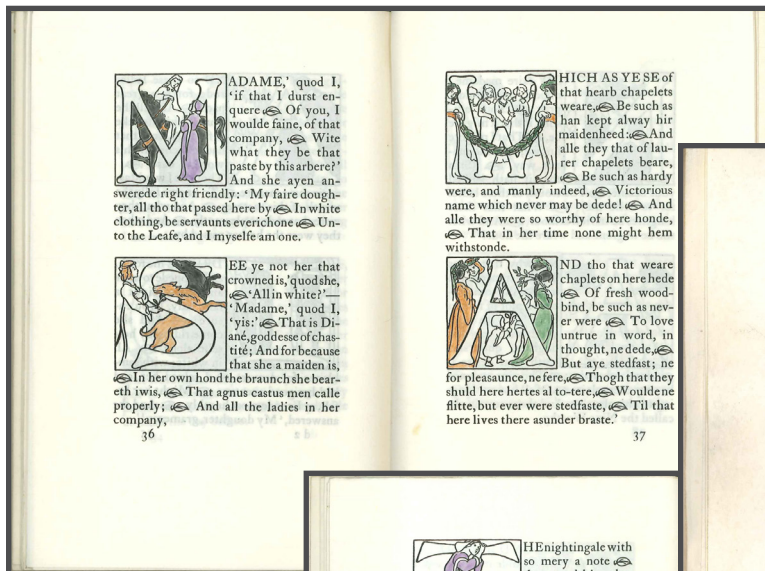 MADAME,' quod I,
'if that I durst en-
quere Of you, I
woulde faine, of that
company, Wite
what they be that
paste by this arbere?'
And she ayen an-
swerede right friendly: 'My faire dough-
ter, all tho that passed here by In white
clothing, be servaunts everichone Un-
to the Leafe, and I myselfe am one.
SEE ye not her that
crowned is,' quod she,
'All in white?'—
'Madame,' quod I,
'yis:' That is Di-
ané, goddesse of chas-
tité; And for because
that she a maiden is,
In her own hond the braunch she bear-
eth iwis, That agnus castus men calle
properly; And all the ladies in her
company,
36
WHICH AS YE SE of
that hearb chapelets
weare, Be such as
han kept alway hir
maidenheed: And
alle they that of lau-
rer chapelets beare,
Be such as hardy
were, and manly indeed, Victorious
name which never may be dede! And
alle they were so worthy of here honde,
That in her time none might hem
withstonde.
AND tho that weare
chaplets on here hede
Of fresh wood-
bind, be such as nev-
er were To love
untrue in word, in
thought, ne dede,
But aye stedfast; ne
for pleasaunce, ne fere, Thogh that they
shuld here hertes al to-tere, Would ene
flitte, but ever were stedfaste, Til that
here lives there asunder braste.'
37
THE nightingale with
so mery a note